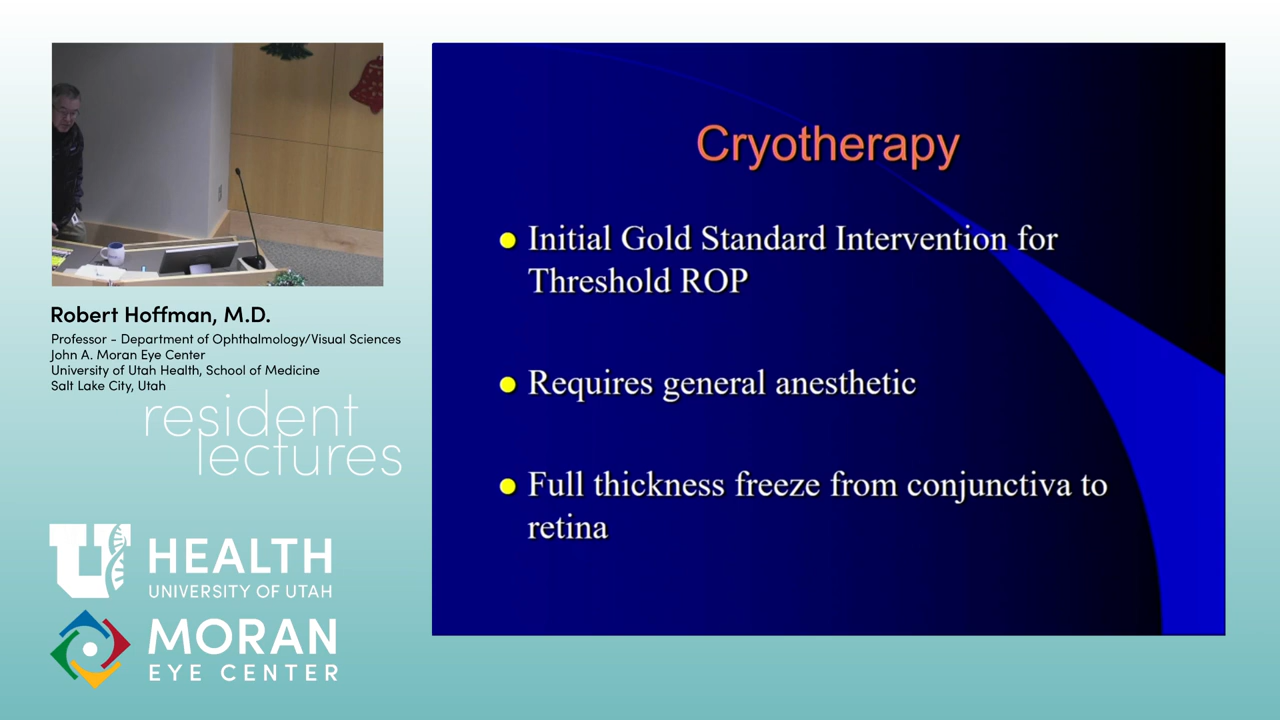 Robert Hoffman, M.D.
Professor - Department of Ophthalmology/Visual Sciences
John A. Moran Eye Center
University of Utah Health, School of Medicine
Salt Lake City, Utah
resident
lectures
U
HEALTH
UNIVERSITY OF UTAH
MORAN
EYE CENTER
Cryotherapy
● Initial Gold Standard Intervention for
Threshold ROP
● Requires general anesthetic
● Full thickness freeze from conjunctiva to
retina